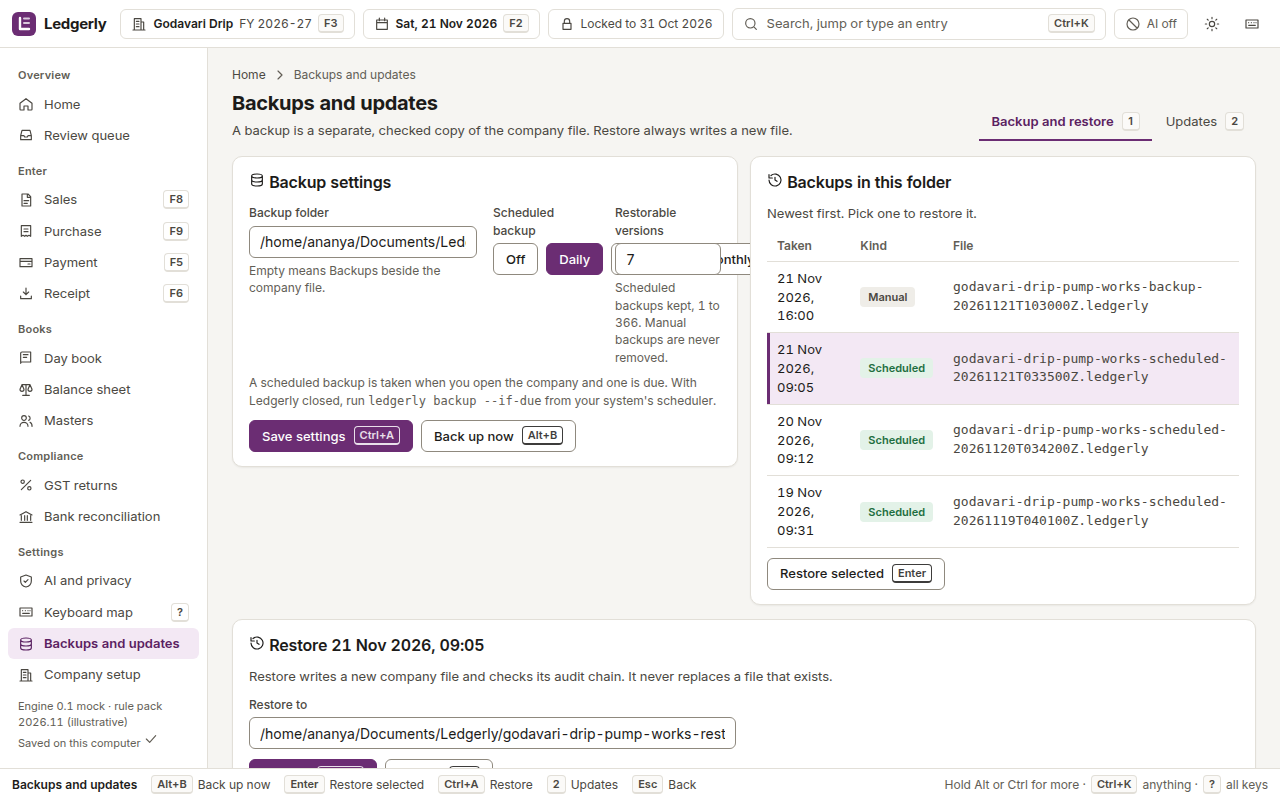 Ledgerly
Godavari Drip FY 2026-27 F3
Sat, 21 Nov 2026 F2
Locked to 31 Oct 2026
Search, jump or type an entry Ctrl+K
AI off
Overview
Home
Review queue
Enter
Sales F8
Purchase F9
Payment F5
Receipt F6
Books
Day book
Balance sheet
Masters
Compliance
GST returns
Bank reconciliation
Settings
AI and privacy
Keyboard map ?
Backups and updates
Company setup
Engine 0.1 mock · rule pack
2026.11 (illustrative)
Saved on this computer
Home
Backups and updates
Backups and updates
A backup is a separate, checked copy of the company file. Restore always writes a new file.
Backup and restore 1
Updates 2
Backup settings
Backup folder
/home/ananya/Documents/Led
Empty means Backups beside the
company file.
Scheduled
backup
Off
Daily
Restorable
versions
7
Scheduled
backups kept, 1 to
366. Manual
backups are never
removed.
A scheduled backup is taken when you open the company and one is due. With
Ledgerly closed, run ledgerly backup --if-due from your system's scheduler.
Save settings Ctrl+A
Back up now Alt+B
Backups in this folder
Newest first. Pick one to restore it.
Taken Kind File
21 Nov
2026,
16:00
Manual
godavari-drip-pump-works-backup-
20261121T103000Z.ledgerly
21 Nov
2026,
09:05
Scheduled
godavari-drip-pump-works-scheduled-
20261121T033500Z.ledgerly
20 Nov
2026,
09:12
Scheduled
godavari-drip-pump-works-scheduled-
20261120T034200Z.ledgerly
19 Nov
2026,
09:31
Scheduled
godavari-drip-pump-works-scheduled-
20261119T040100Z.ledgerly
Restore selected Enter
Restore 21 Nov 2026, 09:05
Restore writes a new company file and checks its audit chain. It never replaces a file that exists.
Restore to
/home/ananya/Documents/Ledgerly/godavari-drip-pump-works-rest
Backups and updates Alt+B Back up now Enter Restore selected Ctrl+A Restore 2 Updates Esc Back
Hold Alt or Ctrl for more · Ctrl+K anything · ? all keys